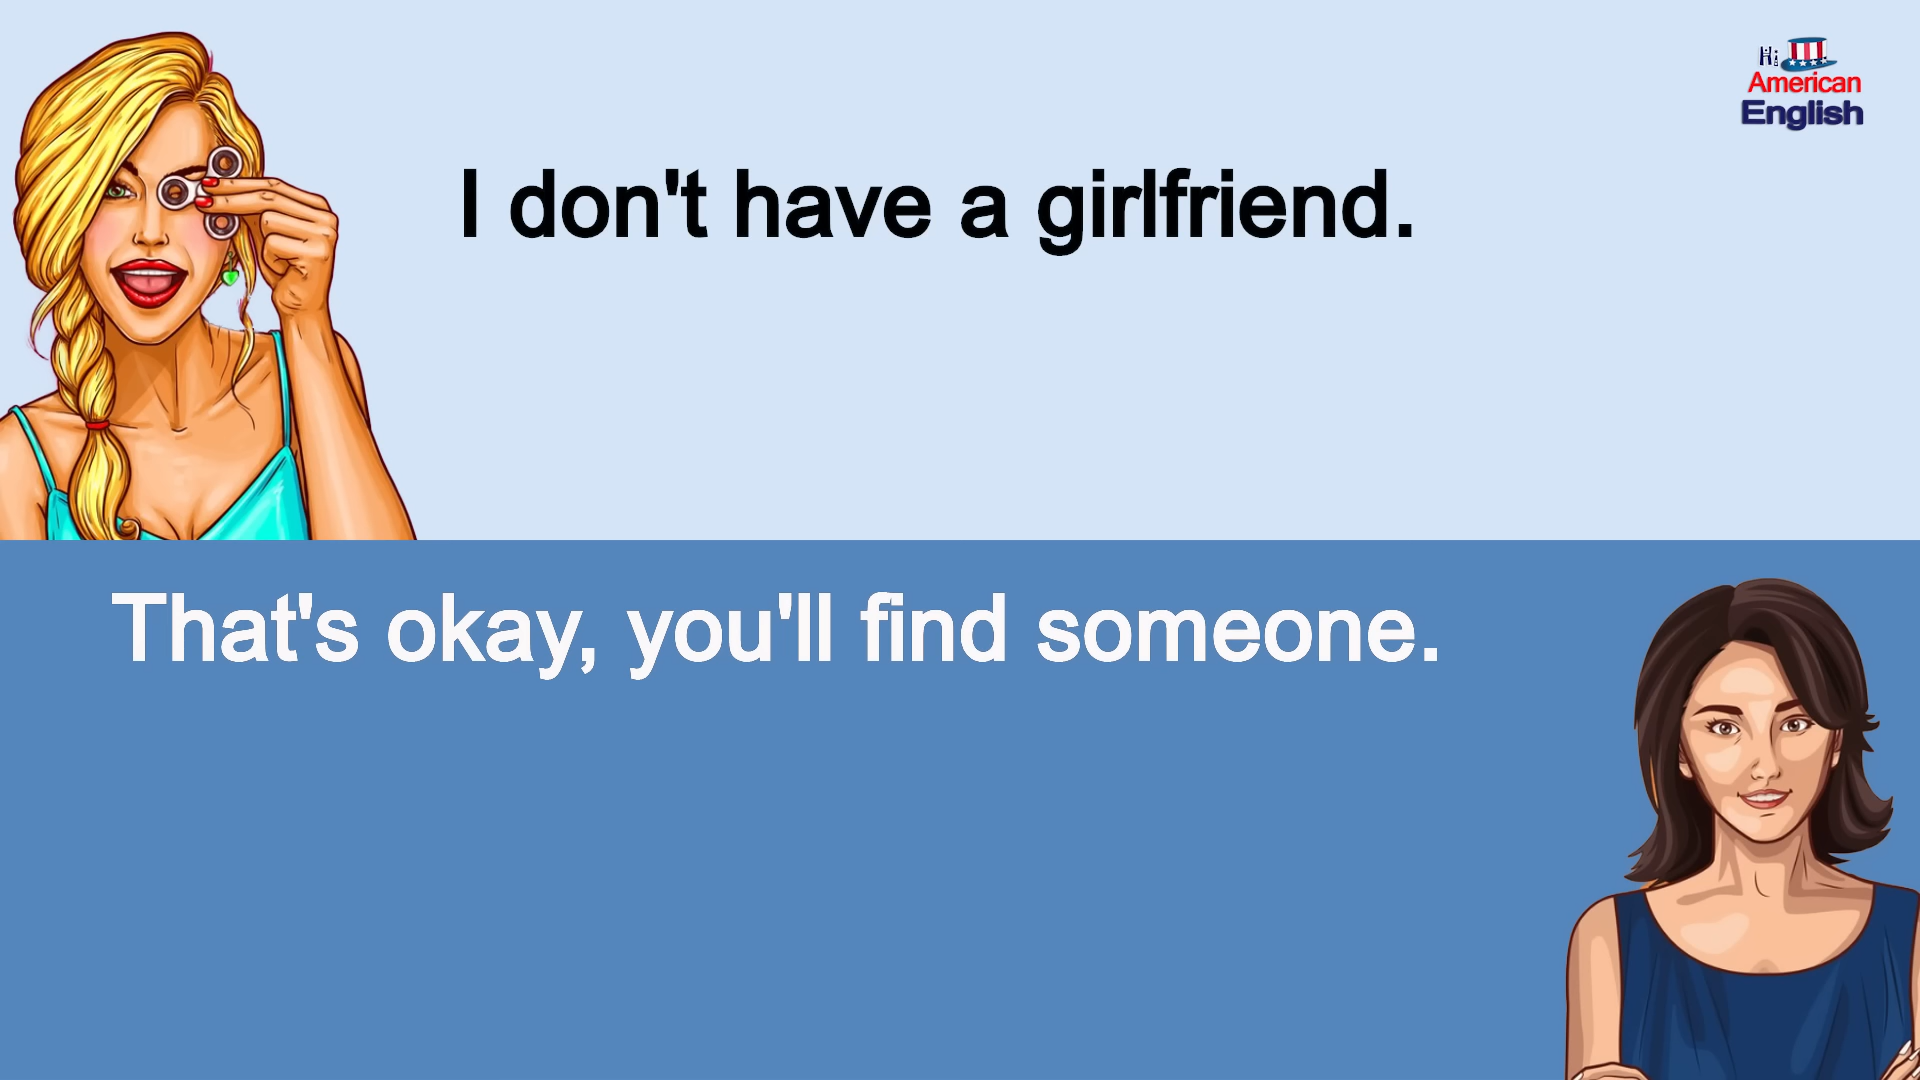 Hi
American
English
I don't have a girlfriend.
That's okay, you'll find someone.